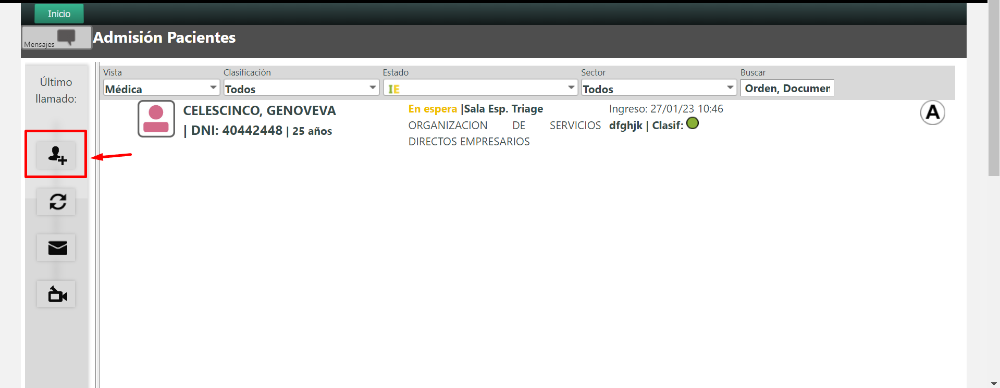 Inicio
Mensajes
Admisión Pacientes
Último
llamado:
Vista
Clasificación
Estado
Sector
Buscar
Médica
Todos
IE
Todos
Orden, Documen
CELESCINCO, GENOVEVA
| DNI: 40442448 | 25 años
En espera |Sala Esp. Triage
ORGANIZACION DE SERVICIOS
DIRECTOS EMPRESARIOS
Ingreso: 27/01/23 10:46
dfghjk | Clasif:
A